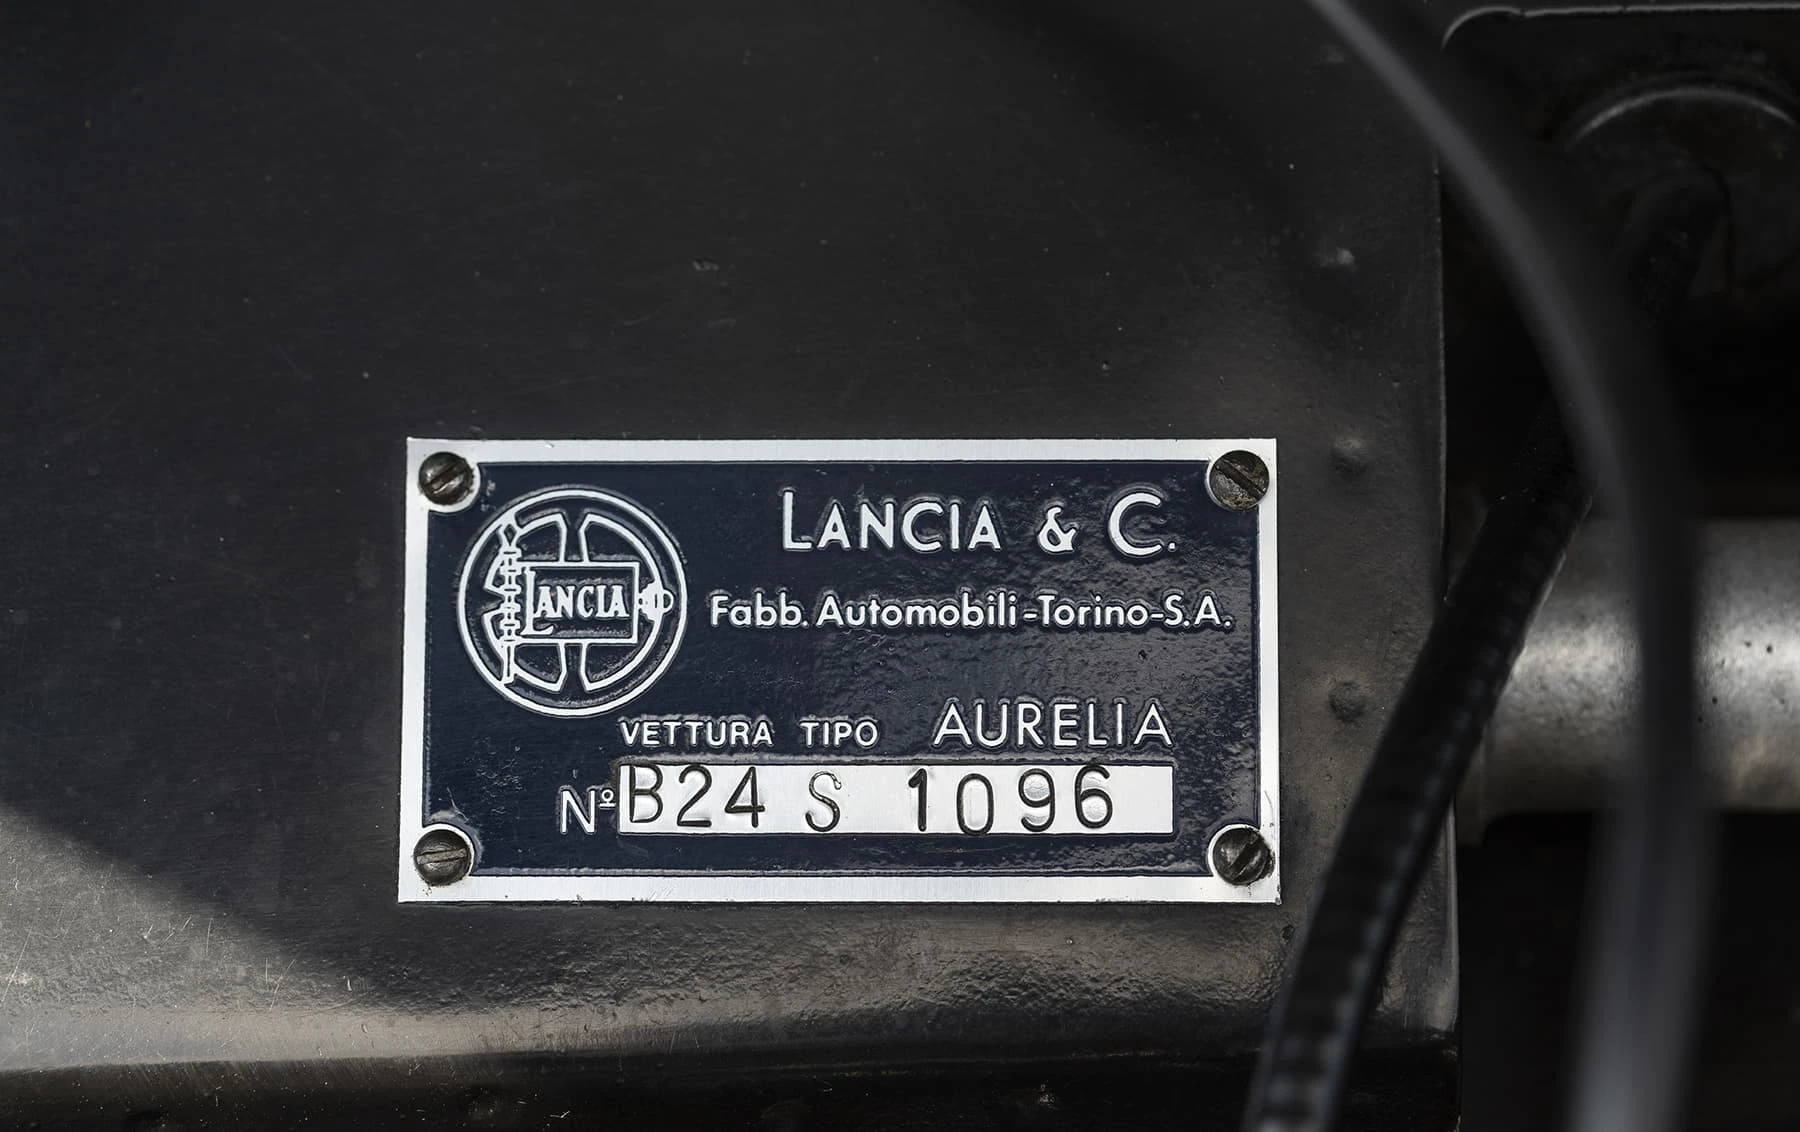 LANCIA & C.
LANCIA
Fabb. Automobili-Torino-S.A.
VETTURA TIPO AURELIA
Nº B24 S 1096